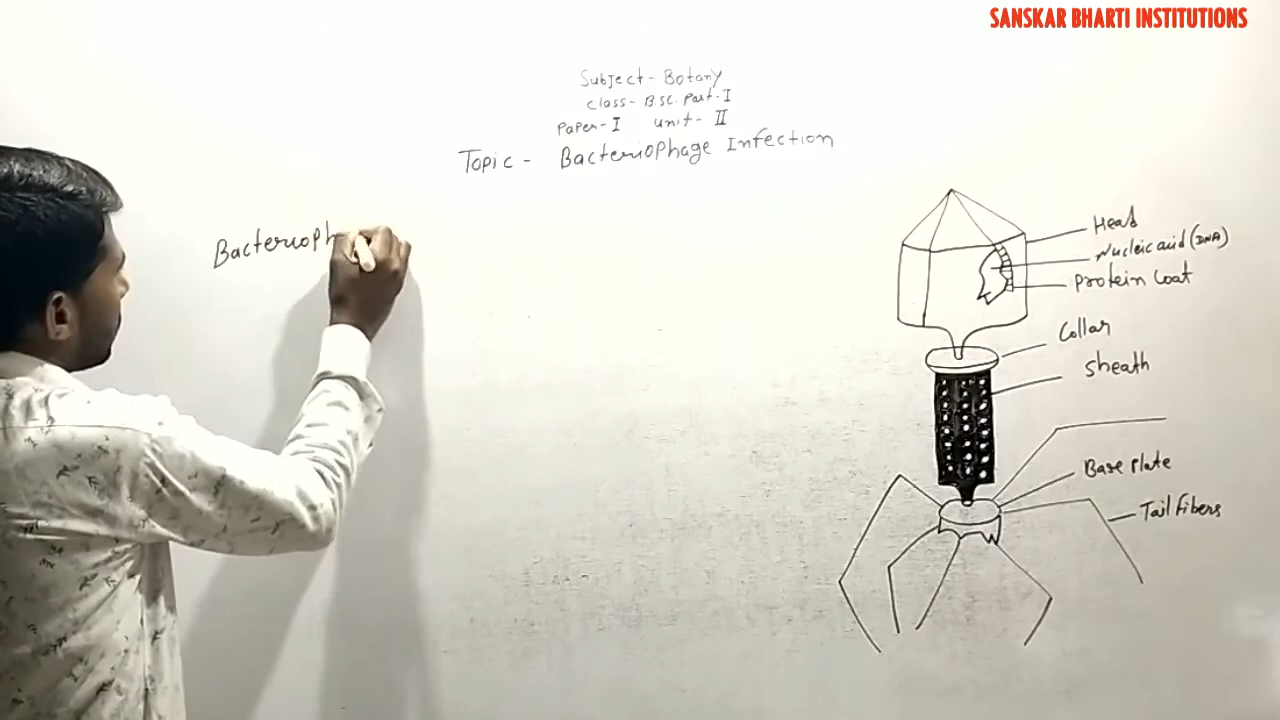 SANSKAR BHARTI INSTITUTIONS
Subject - Botany
Class - B.Sc. Part - I
Paper - I Unit - II
Topic - Bacteriophage Infection
Bacterioph
Head
Nucleic acid (DNA)
Protein Coat
Collar
Sheath
Base plate
Tail fibers